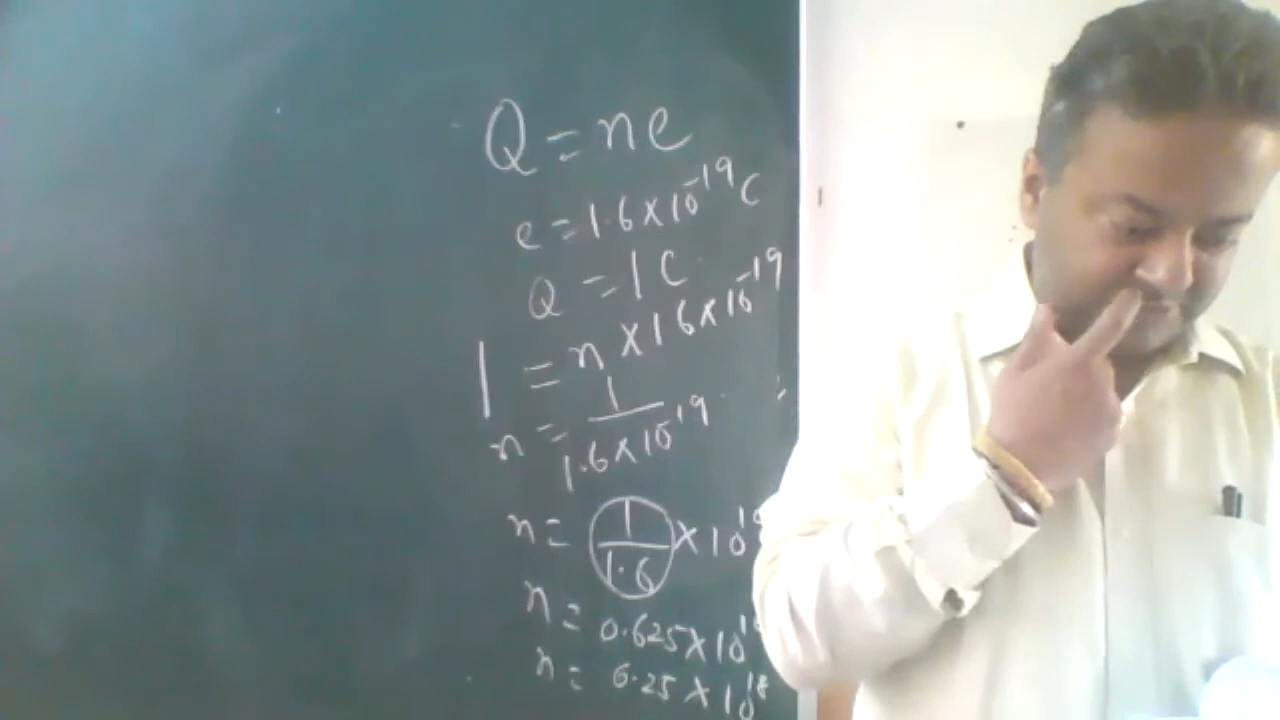 Q = ne
e = 1.6 × 10⁻¹⁹ C
Q = 1 C
1 = n × 1.6 × 10⁻¹⁹
n = 1 / 1.6 × 10⁻¹⁹
n = 1 / 1.6 × 10¹⁹
n = 0.625 × 10¹⁹
n = 6.25 × 10¹⁸